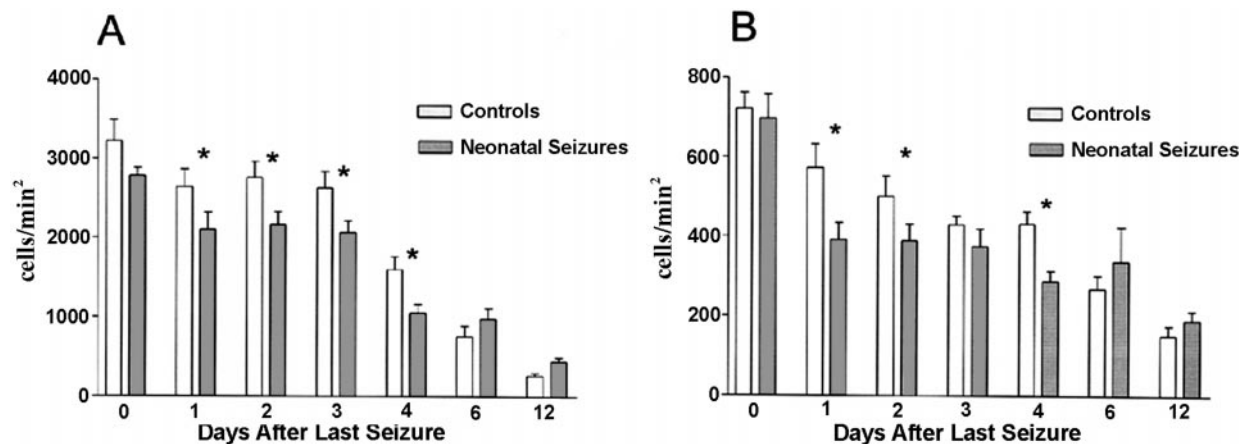 A
4000
3000
2000
1000
0
cells/min²
Controls
Neonatal Seizures
*
*
*
*
0 1 2 3 4 6 12
Days After Last Seizure
B
800
600
400
200
0
cells/min²
Controls
Neonatal Seizures
*
*
*
0 1 2 3 4 6 12
Days After Last Seizure